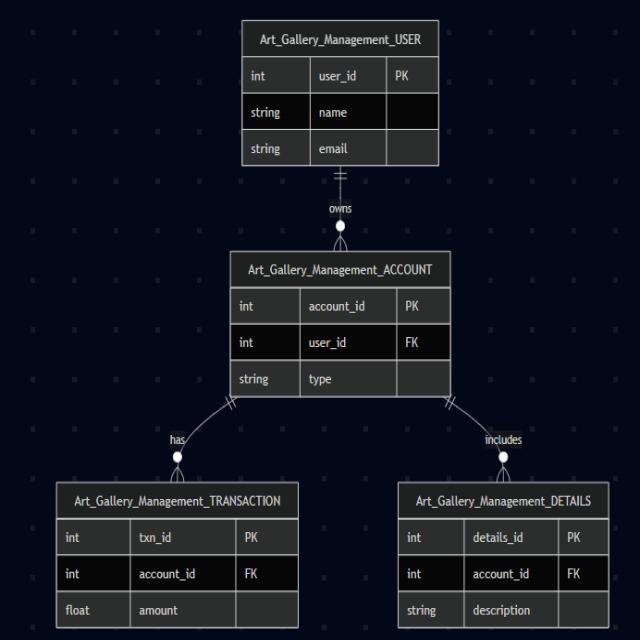 Art_Gallery_Management_USER
int user_id PK
string name
string email
owns
Art_Gallery_Management_ACCOUNT
int account_id PK
int user_id FK
string type
has includes
Art_Gallery_Management_TRANSACTION
int txn_id PK
int account_id FK
float amount
Art_Gallery_Management_DETAILS
int details_id PK
int account_id FK
string description